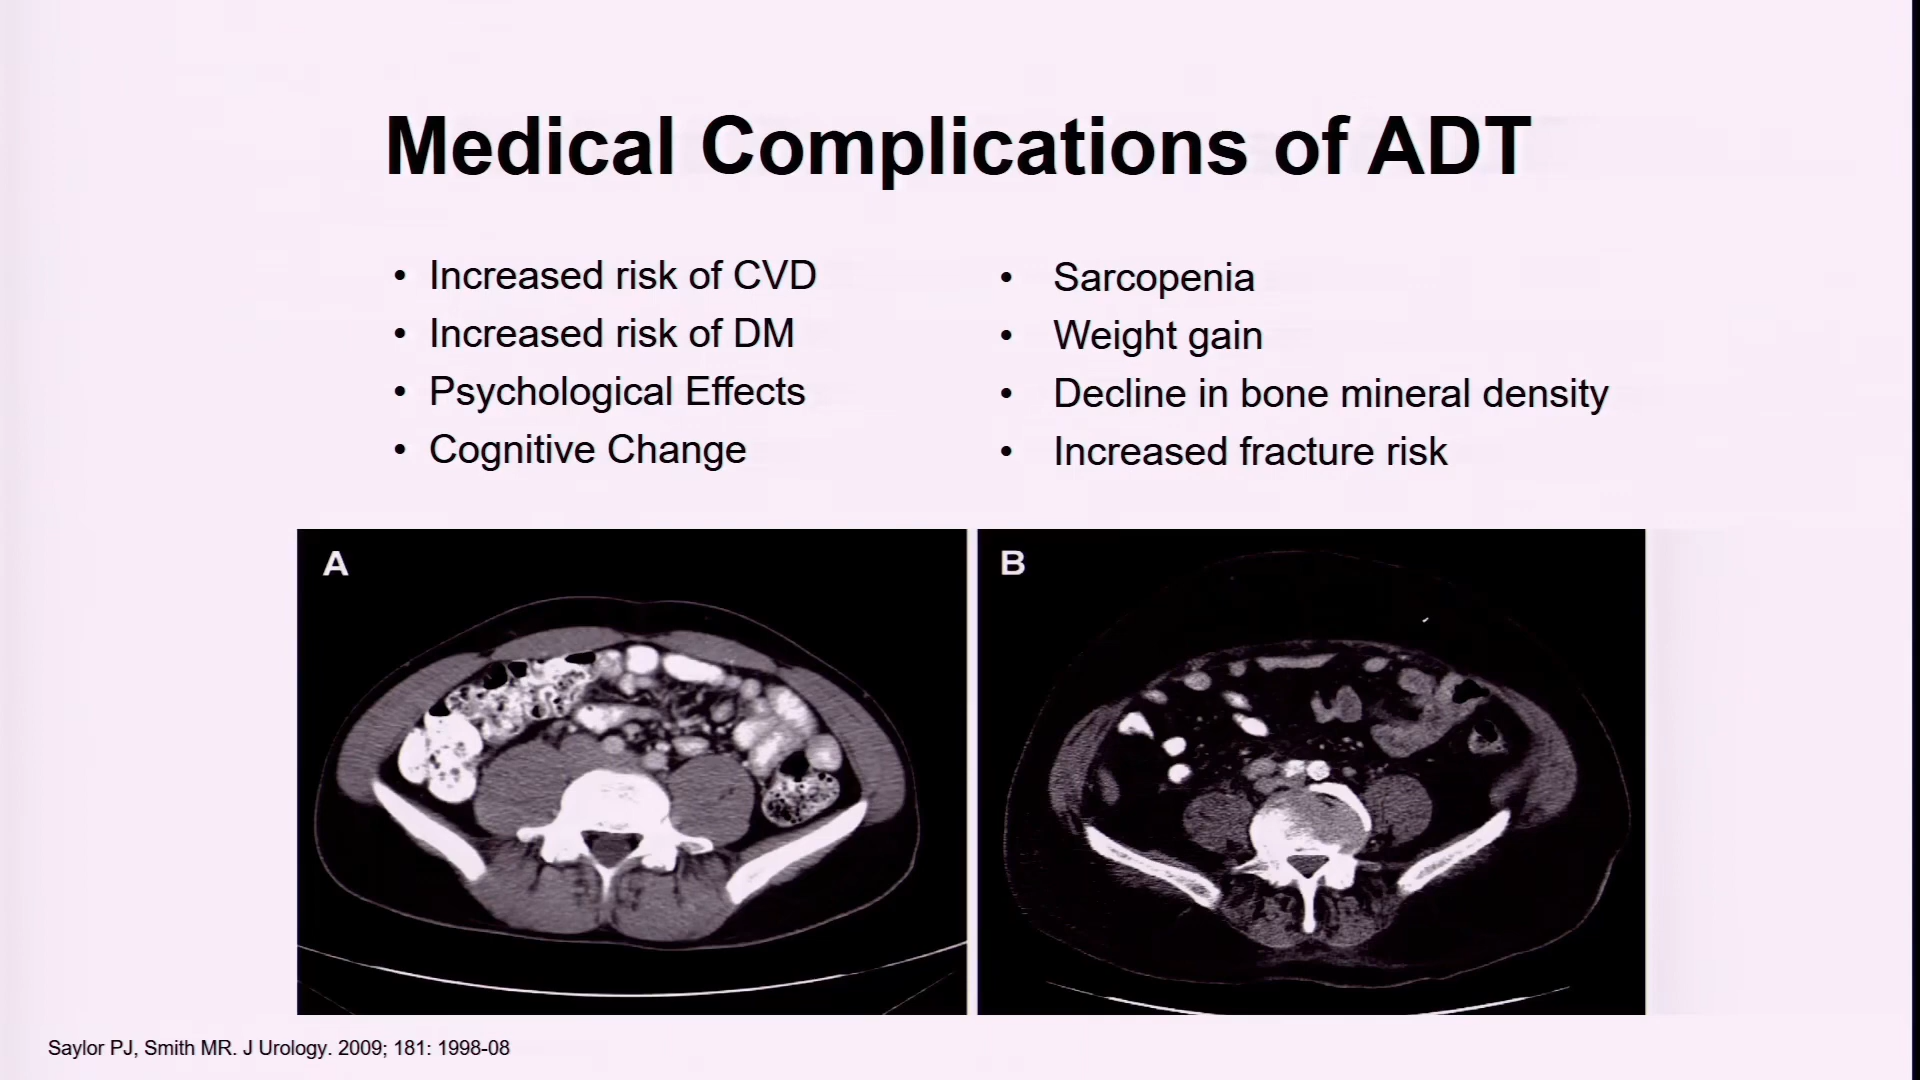 Medical Complications of ADT
• Increased risk of CVD
• Increased risk of DM
• Psychological Effects
• Cognitive Change
• Sarcopenia
• Weight gain
• Decline in bone mineral density
• Increased fracture risk
A
B
Saylor PJ, Smith MR. J Urology. 2009; 181: 1998-08